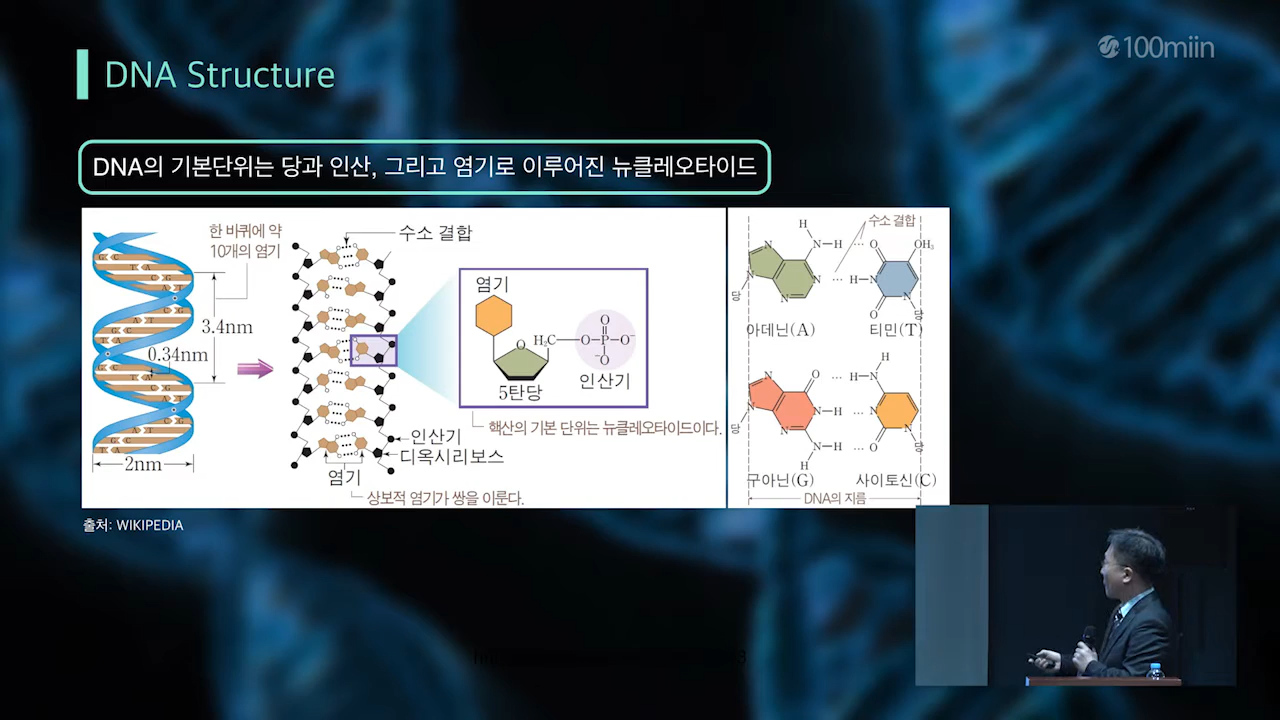 DNA Structure
100miin
DNA의 기본단위는 당과 인산, 그리고 염기로 이루어진 뉴클레오타이드
한 바퀴에 약
10개의 염기
3.4nm
0.34nm
2nm
수소 결합
염기
O
H₂C
O
P
O⁻
O
⁻O
5탄당
인산기
핵산의 기본 단위는 뉴클레오타이드이다.
인산기
디옥시리보스
염기
상보적 염기가 쌍을 이룬다.
수소 결합
H
N
N
H
O
CH₃
N
N
N
H
N
당
N
O
당
아데닌(A)
티민(T)
H
N
O
H
N
N
N
H
N
당
N
N
H
O
N
당
H
구아닌(G)
사이토신(C)
DNA의 지름
출처: WIKIPEDIA